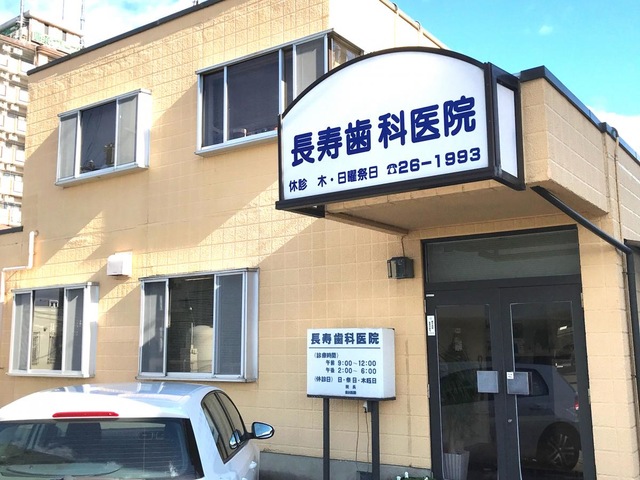 長寿歯科医院
休診 木・日曜祭日 ☎26-1993
長寿歯科医院
(診療時間)
午前 9:00~12:00
午後 2:00~ 6:00
(休診日) 日・祭日・木曜日
院長